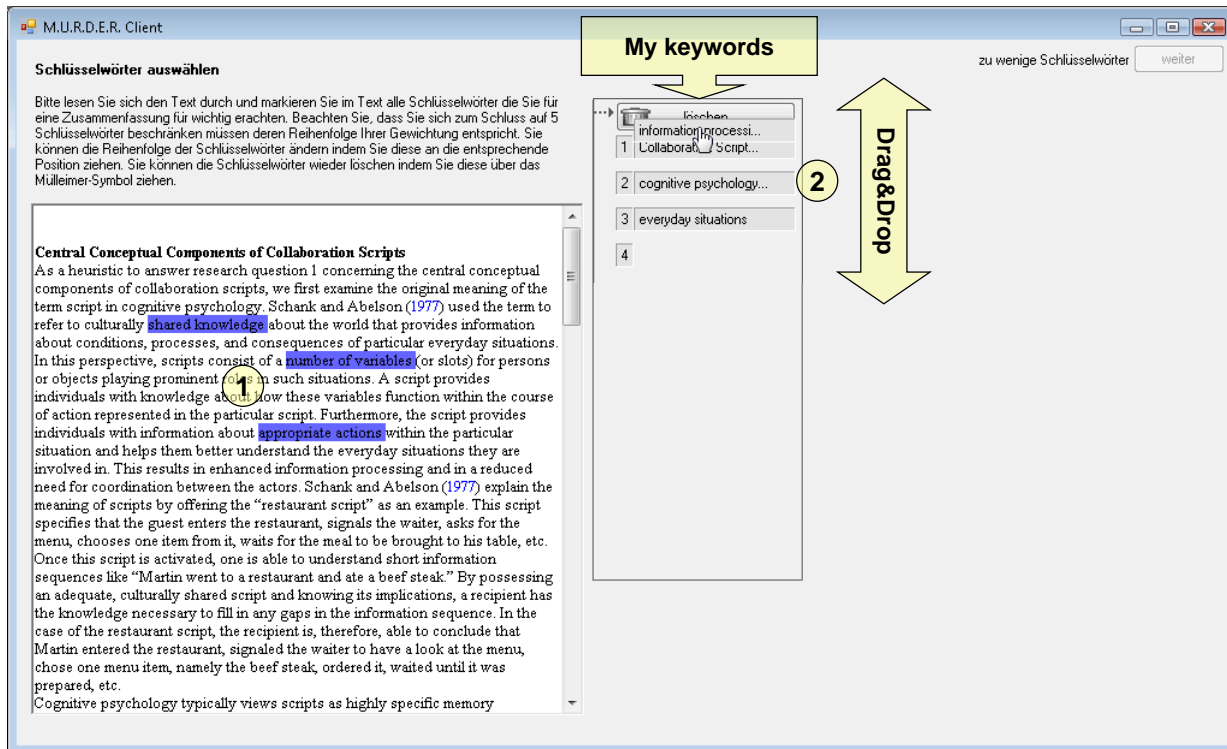 M.U.R.D.E.R. Client
My keywords
zu wenige Schlüsselwörter
weiter
Schlüsselwörter auswählen
Bitte lesen Sie sich den Text durch und markieren Sie im Text alle Schlüsselwörter die Sie für
eine Zusammenfassung für wichtig erachten. Beachten Sie, dass Sie sich zum Schluss auf 5
Schlüsselwörter beschränken müssen deren Reihenfolge Ihrer Gewichtung entspricht. Sie
können die Reihenfolge der Schlüsselwörter ändern indem Sie diese an die entsprechende
Position ziehen. Sie können die Schlüsselwörter wieder löschen indem Sie diese über das
Mülleimer-Symbol ziehen.
löschen
information processi...
1 Collaboration Script...
2 cognitive psychology...
3 everyday situations
4
2
Drag&Drop
Central Conceptual Components of Collaboration Scripts
As a heuristic to answer research question 1 concerning the central conceptual
components of collaboration scripts, we first examine the original meaning of the
term script in cognitive psychology. Schank and Abelson (1977) used the term to
refer to culturally shared knowledge about the world that provides information
about conditions, processes, and consequences of particular everyday situations.
In this perspective, scripts consist of a number of variables (or slots) for persons
or objects playing prominent roles in such situations. A script provides
individuals with knowledge about how these variables function within the course
of action represented in the particular script. Furthermore, the script provides
individuals with information about appropriate actions within the particular
situation and helps them better understand the everyday situations they are
involved in. This results in enhanced information processing and in a reduced
need for coordination between the actors. Schank and Abelson (1977) explain the
meaning of scripts by offering the “restaurant script” as an example. This script
specifies that the guest enters the restaurant, signals the waiter, asks for the
menu, chooses one item from it, waits for the meal to be brought to his table, etc.
Once this script is activated, one is able to understand short information
sequences like “Martin went to a restaurant and ate a beef steak.” By possessing
an adequate, culturally shared script and knowing its implications, a recipient has
the knowledge necessary to fill in any gaps in the information sequence. In the
case of the restaurant script, the recipient is, therefore, able to conclude that
Martin entered the restaurant, signaled the waiter to have a look at the menu,
chose one menu item, namely the beef steak, ordered it, waited until it was
prepared, etc.
Cognitive psychology typically views scripts as highly specific memory
1